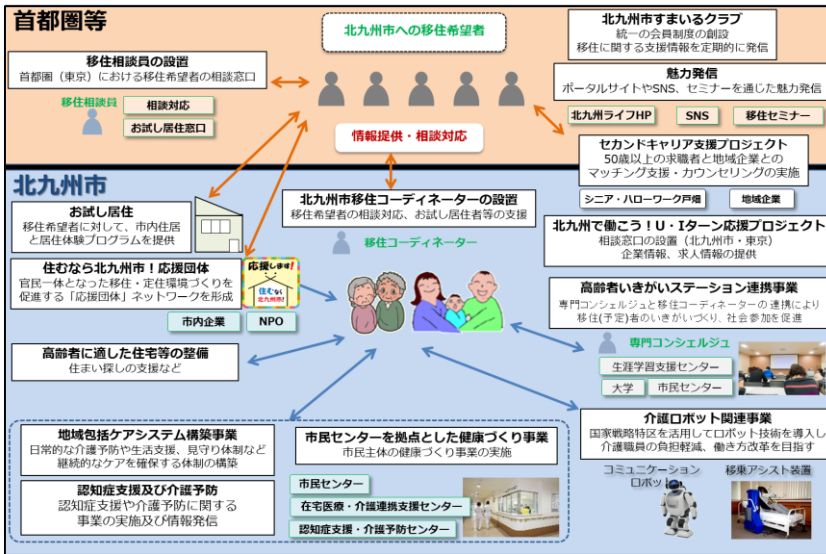 首都圏等
北九州市への移住希望者
移住相談員の設置
首都圏（東京）における移住希望者の相談窓口
移住相談員
相談対応
お試し居住窓口
情報提供・相談対応
北九州市すまいるクラブ
統一の会員制度の創設
移住に関する支援情報を定期的に発信
魅力発信
ポータルサイトやSNS、セミナーを通じた魅力発信
北九州ライフHP
SNS
移住セミナー
セカンドキャリア支援プロジェクト
50歳以上の求職者と地域企業との
マッチング支援・カウンセリングの実施
シニア・ハローワーク戸畑
地域企業
北九州市
お試し居住
移住希望者に対して、市内住居
と居住体験プログラムを提供
北九州市移住コーディネーターの設置
移住希望者の相談対応、お試し居住者等の支援
移住コーディネーター
北九州で働こう！U・Iターン応援プロジェクト
相談窓口の設置（北九州市・東京）
企業情報、求人情報の提供
住むなら北九州市！応援団体
官民一体となった移住・定住環境づくりを
促進する「応援団体」ネットワークを形成
応援します！
住むなら
北九州市！
市内企業
NPO
高齢者いきがいステーション連携事業
専門コンシェルジュと移住コーディネーターの連携により
移住(予定)者のいきがいづくり、社会参加を促進
専門コンシェルジュ
生涯学習支援センター
大学
市民センター
高齢者に適した住宅等の整備
住まい探しの支援など
地域包括ケアシステム構築事業
日常的な介護予防や生活支援、見守り体制など
継続的なケアを確保する体制の構築
認知症支援及び介護予防
認知症支援や介護予防に関する
事業の実施及び情報発信
市民センターを拠点とした健康づくり事業
市民主体の健康づくり事業の実施
市民センター
在宅医療・介護連携支援センター
認知症支援・介護予防センター
介護ロボット関連事業
国家戦略特区を活用してロボット技術を導入し
介護職員の負担軽減、働き方改革を目指す
コミュニケーション
ロボット
移乗アシスト装置